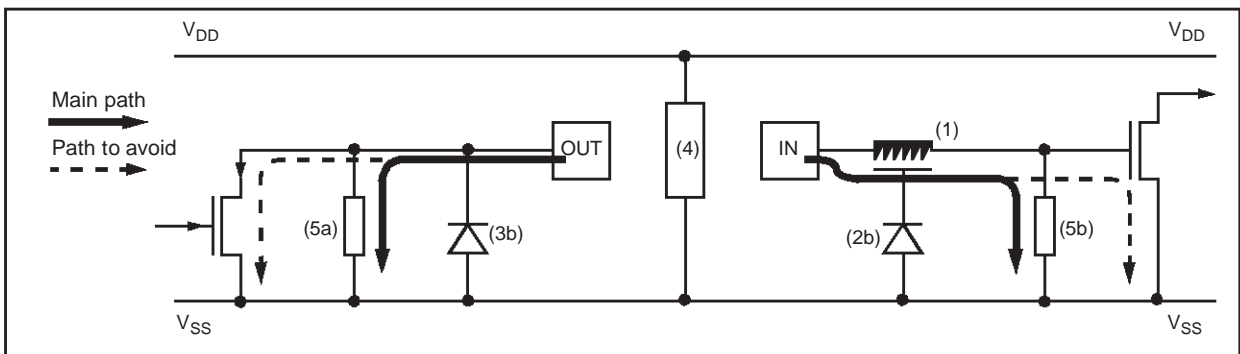 VDD VDD
Main path
Path to avoid
OUT (4) IN (1)
(5a) (3b) (2b) (5b)
VSS VSS